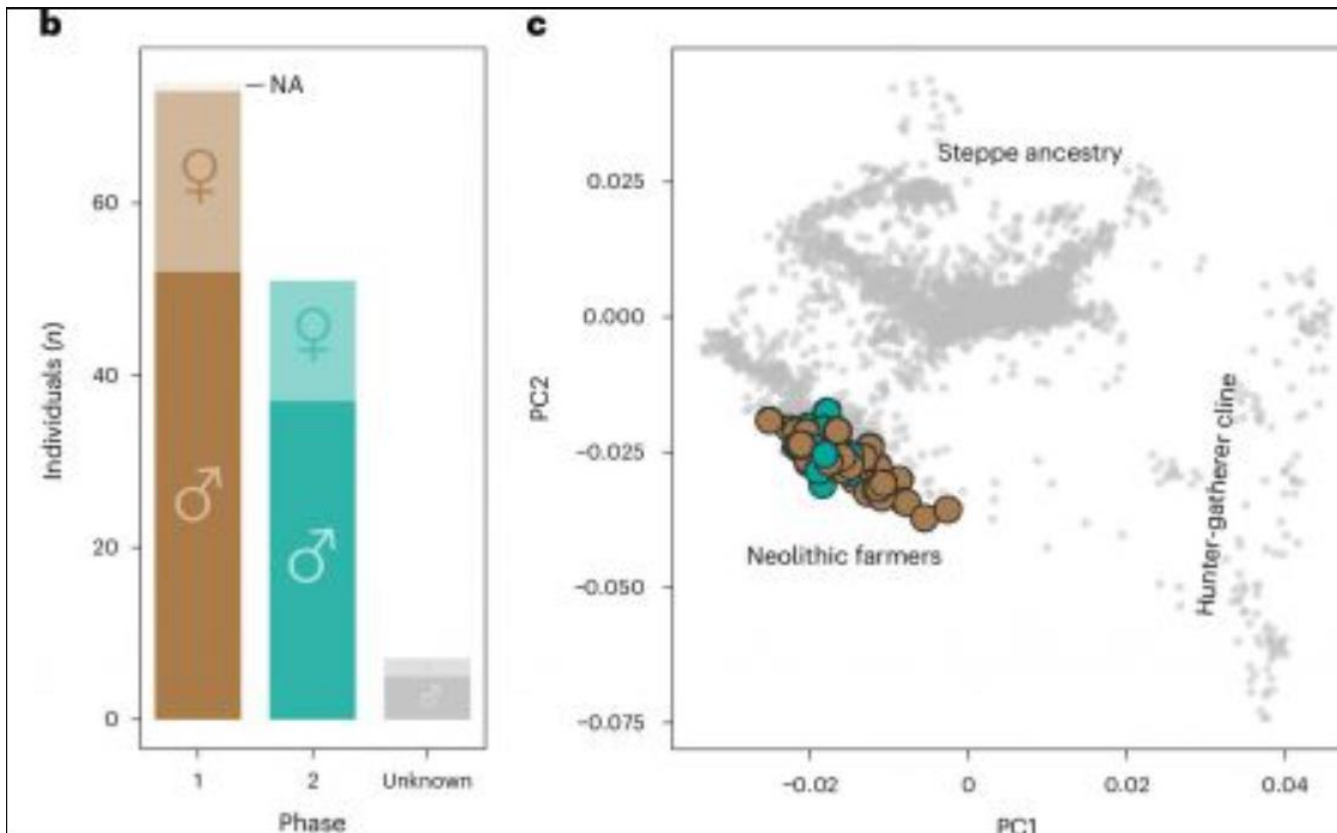 b
NA
60
40
20
0
Individuals (n)
1
2
Unknown
Phase
c
Steppe ancestry
0.025
0.000
−0.025
−0.050
−0.075
PC2
Neolithic farmers
Hunter-gatherer cline
−0.02
0
0.02
0.04
PC1